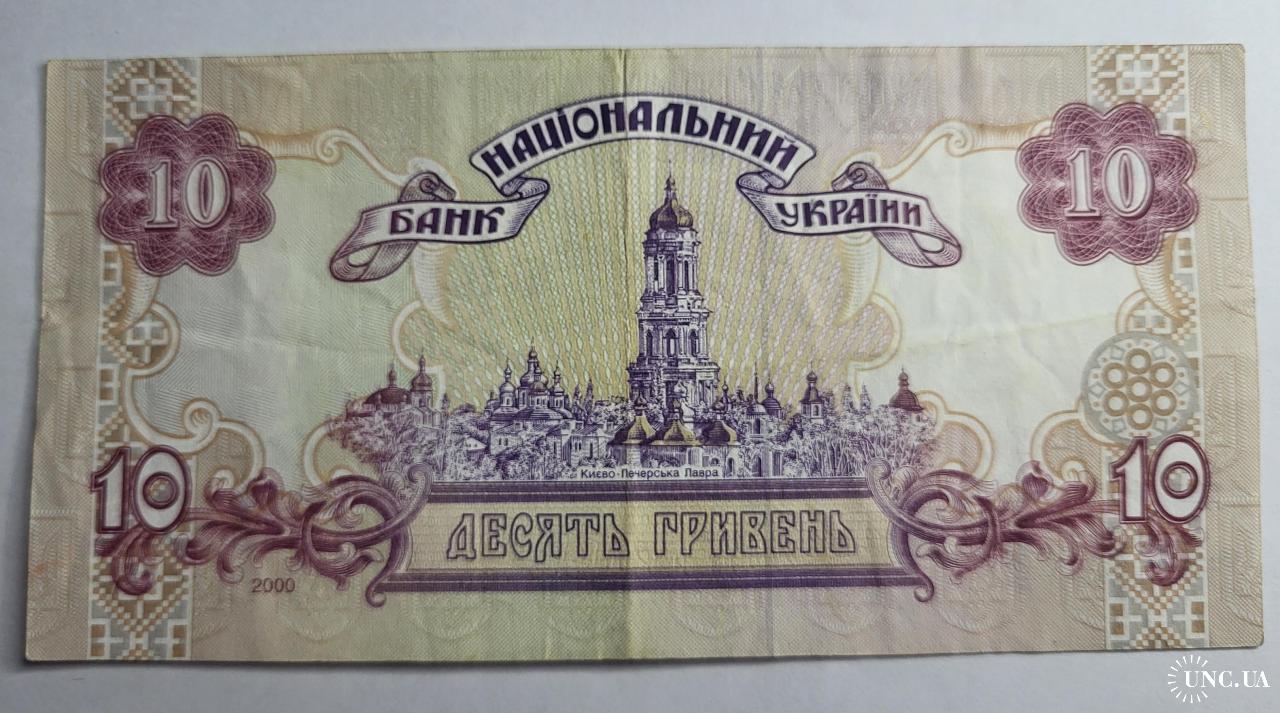 НАЦІОНАЛЬНИЙ
БАНК УКРАЇНИ
10 10
Києво-Печерська Лавра
10 10
ДЕСЯТЬ ГРИВЕНЬ
2000
UNC.UA